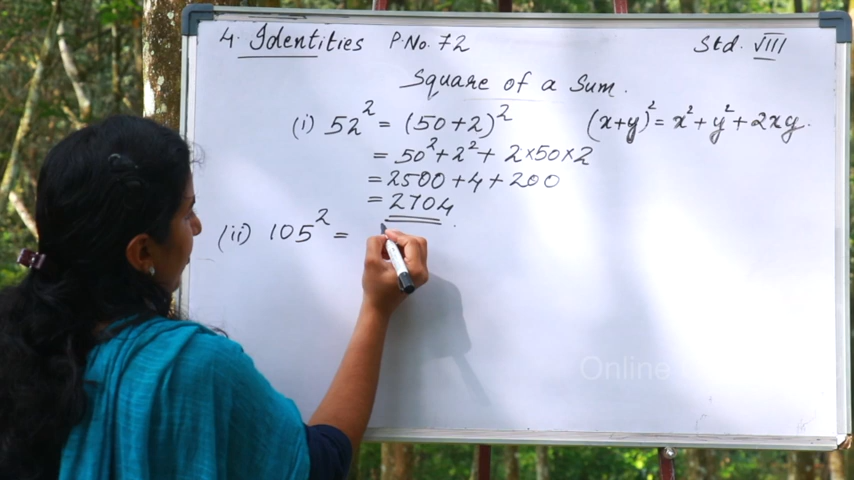 4. Identities P.No. 72 Std. VIII
Square of a Sum.
(i) 52² = (50+2)² (x+y)² = x² + y² + 2xy.
= 50² + 2² + 2×50×2
= 2500 + 4 + 200
= 2704.
(ii) 105² =
Online